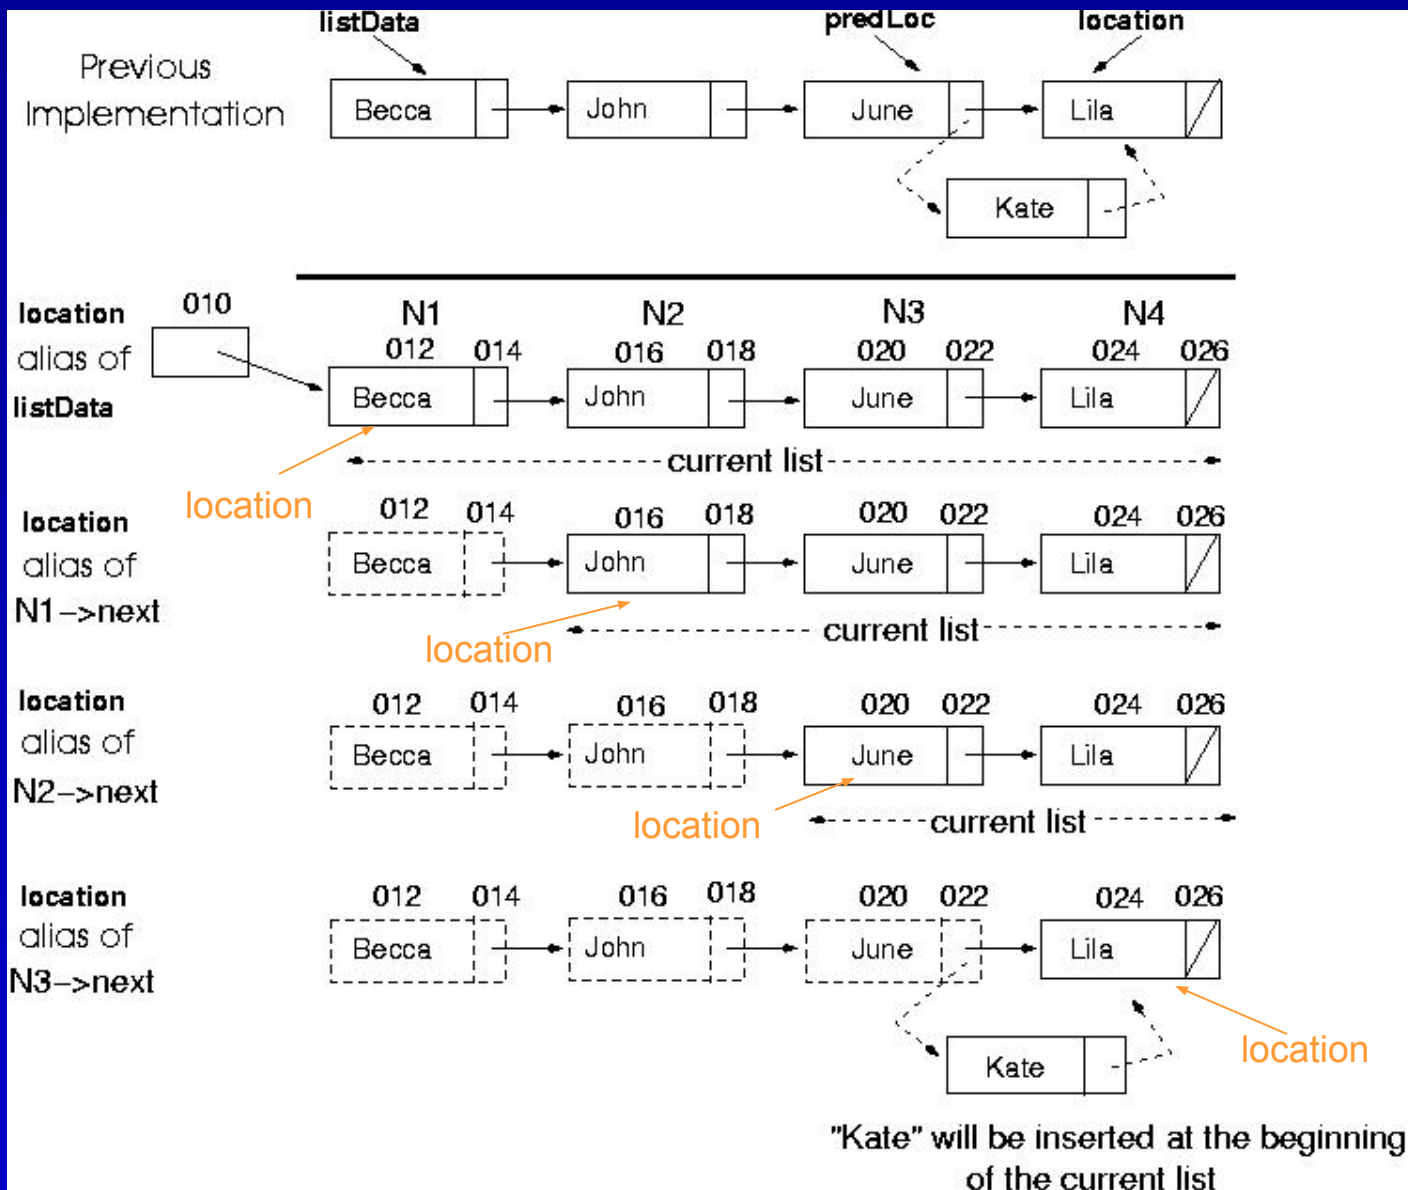 listData predLoc location
Previous
Implementation
Becca John June Lila
Kate
location 010 N1 N2 N3 N4
alias of 012 014 016 018 020 022 024 026
listData Becca John June Lila
current list
location
location 012 014 016 018 020 022 024 026
alias of Becca John June Lila
N1->next
current list
location
location 012 014 016 018 020 022 024 026
alias of Becca John June Lila
N2->next
current list
location
location 012 014 016 018 020 022 024 026
alias of Becca John June Lila
N3->next
location
Kate
"Kate" will be inserted at the beginning
of the current list